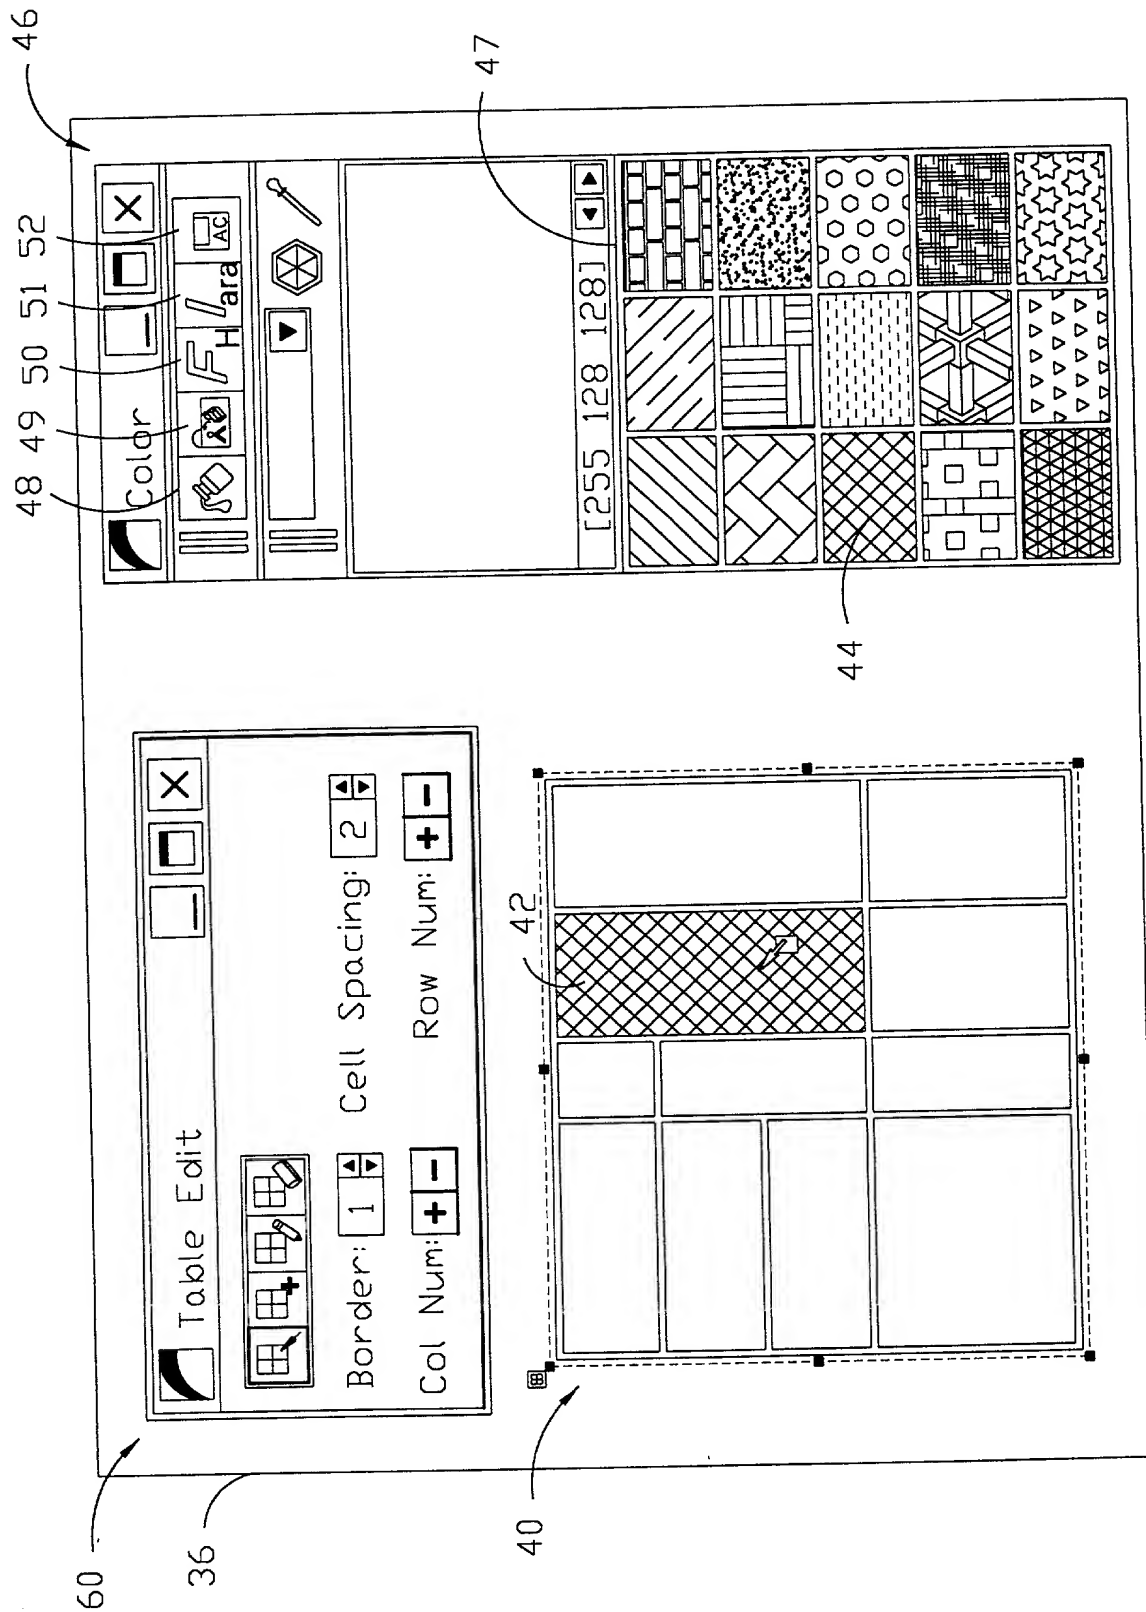 46
48 49 50 51 52
Color
F H
I ara
AC
47
[255 128 128]
44
60
Table Edit
Border: 1 Cell Spacing: 2
Col Num: + − Row Num: + −
36
42
40